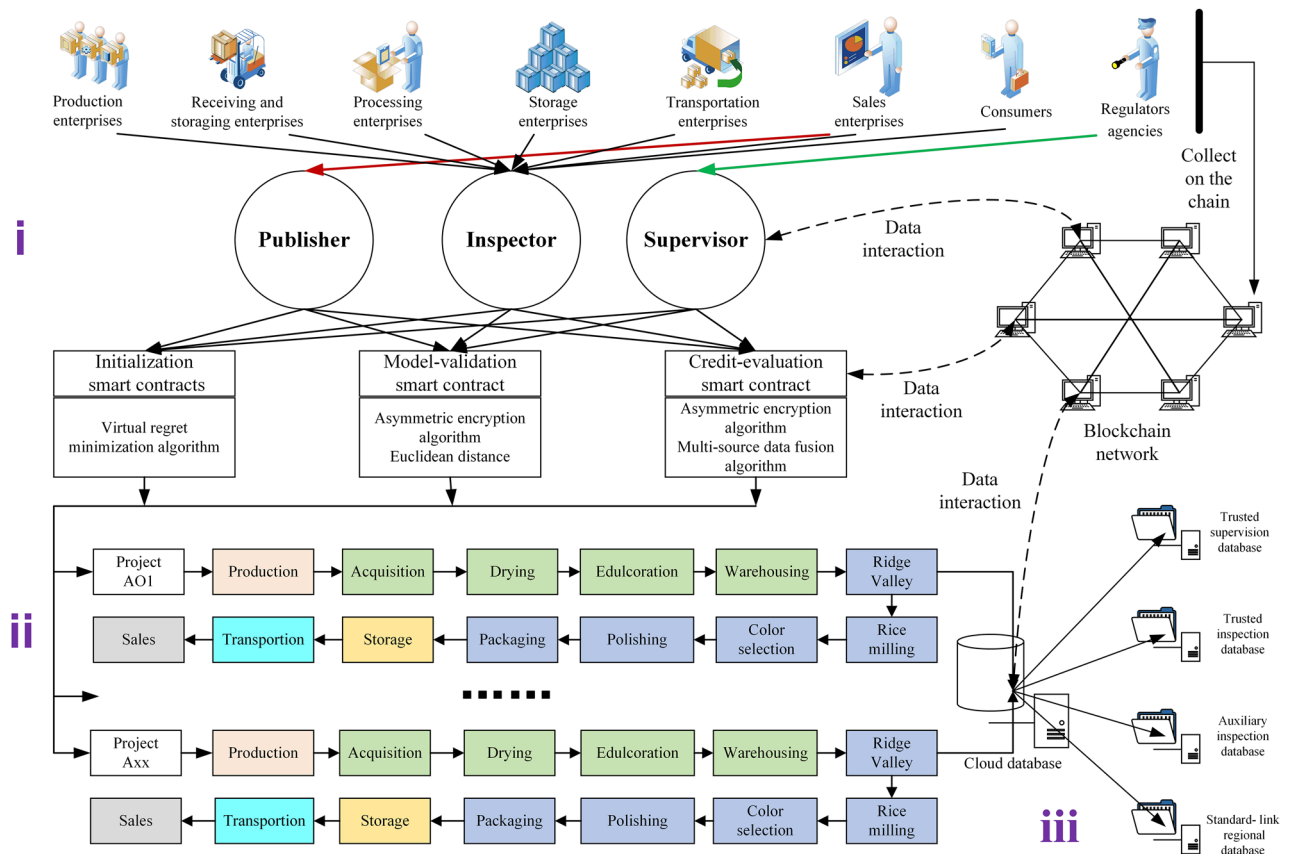 Production
enterprises
Receiving and
storaging enterprises
Processing
enterprises
Storage
enterprises
Transportation
enterprises
Sales
enterprises
Consumers
Regulators
agencies
Collect
on the
chain
i
Publisher
Inspector
Supervisor
Data
interaction
Initialization
smart contracts
Virtual regret
minimization algorithm
Model-validation
smart contract
Asymmetric encryption
algorithm
Euclidean distance
Credit-evaluation
smart contract
Asymmetric encryption
algorithm
Multi-source data fusion
algorithm
Data
interaction
Blockchain
network
Data
interaction
ii
Project
AO1
Production
Acquisition
Drying
Edulcoration
Warehousing
Ridge
Valley
Sales
Transportion
Storage
Packaging
Polishing
Color
selection
Rice
milling
Project
Axx
Production
Acquisition
Drying
Edulcoration
Warehousing
Ridge
Valley
Sales
Transportion
Storage
Packaging
Polishing
Color
selection
Rice
milling
Cloud database
Trusted
supervision
database
Trusted
inspection
database
Auxiliary
inspection
database
Standard- link
regional
database
iii